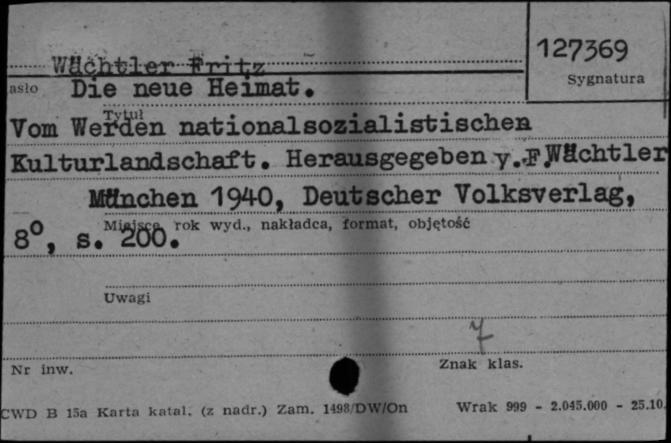 127369
Wächtler Fritz
Sygnatura
asło Die neue Heimat.
Tytuł
Vom Werden nationalsozialistischen
Kulturlandschaft. Herausgegeben v. F.Wächtler
München 1940, Deutscher Volksverlag,
Miejsce, rok wyd., nakładca, format, objętość
8⁰, s. 200.
Uwagi
7
Nr inw.
Znak klas.
CWD B 15a Karta katal. (z nadr.) Zam. 1498/DW/On Wrak 999 - 2.045.000 - 25.10.